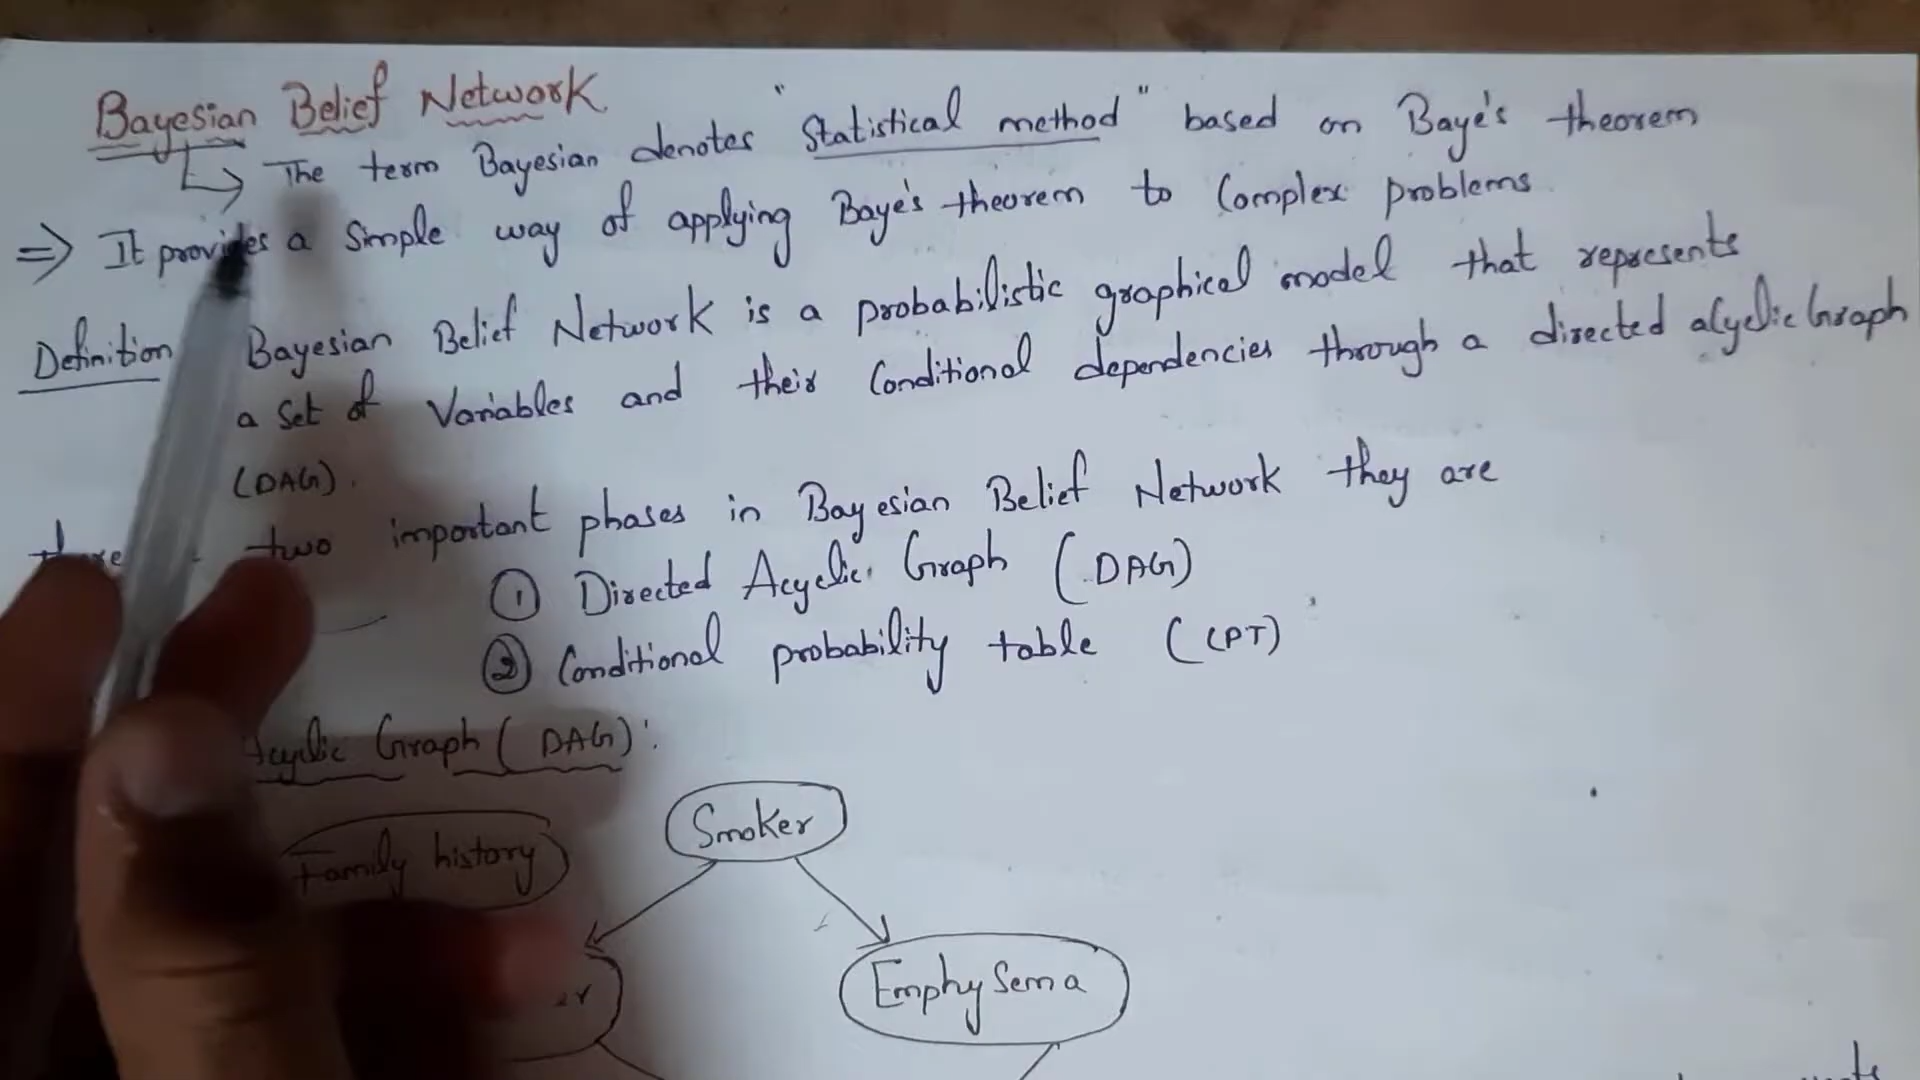 Bayesian Belief Network
The term Bayesian denotes "Statistical method" based on Baye's theorem
=> It provides a Simple way of applying Baye's theorem to Complex problems
Definition Bayesian Belief Network is a probabilistic graphical model that represents
a Set of Variables and their Conditional dependencies through a directed acyclic Graph
(DAG).
there two important phases in Bayesian Belief Network they are
① Directed Acyclic Graph (DAG)
② Conditional probability table (CPT)
Acyclic Graph (DAG):
Smoker
Family history
Emphysema